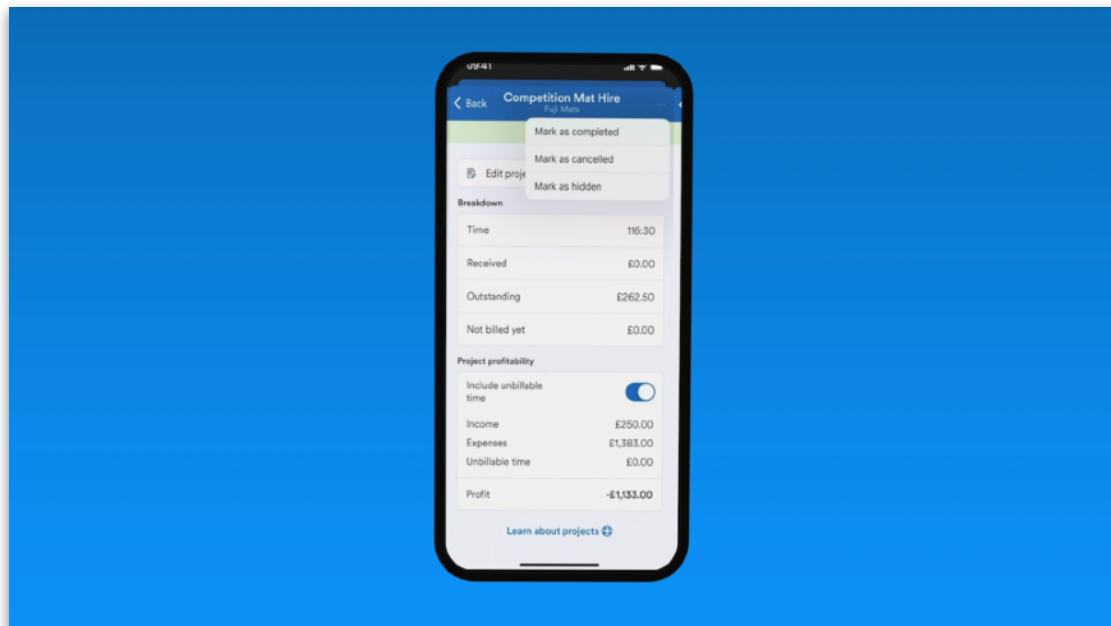 09:41
Back
Competition Mat Hire
Fuji Mats
Mark as completed
Mark as cancelled
Mark as hidden
Edit proje
Breakdown
Time 116:30
Received £0.00
Outstanding £262.50
Not billed yet £0.00
Project profitability
Include unbillable
time
Income £250.00
Expenses £1,383.00
Unbillable time £0.00
Profit -£1,133.00
Learn about projects